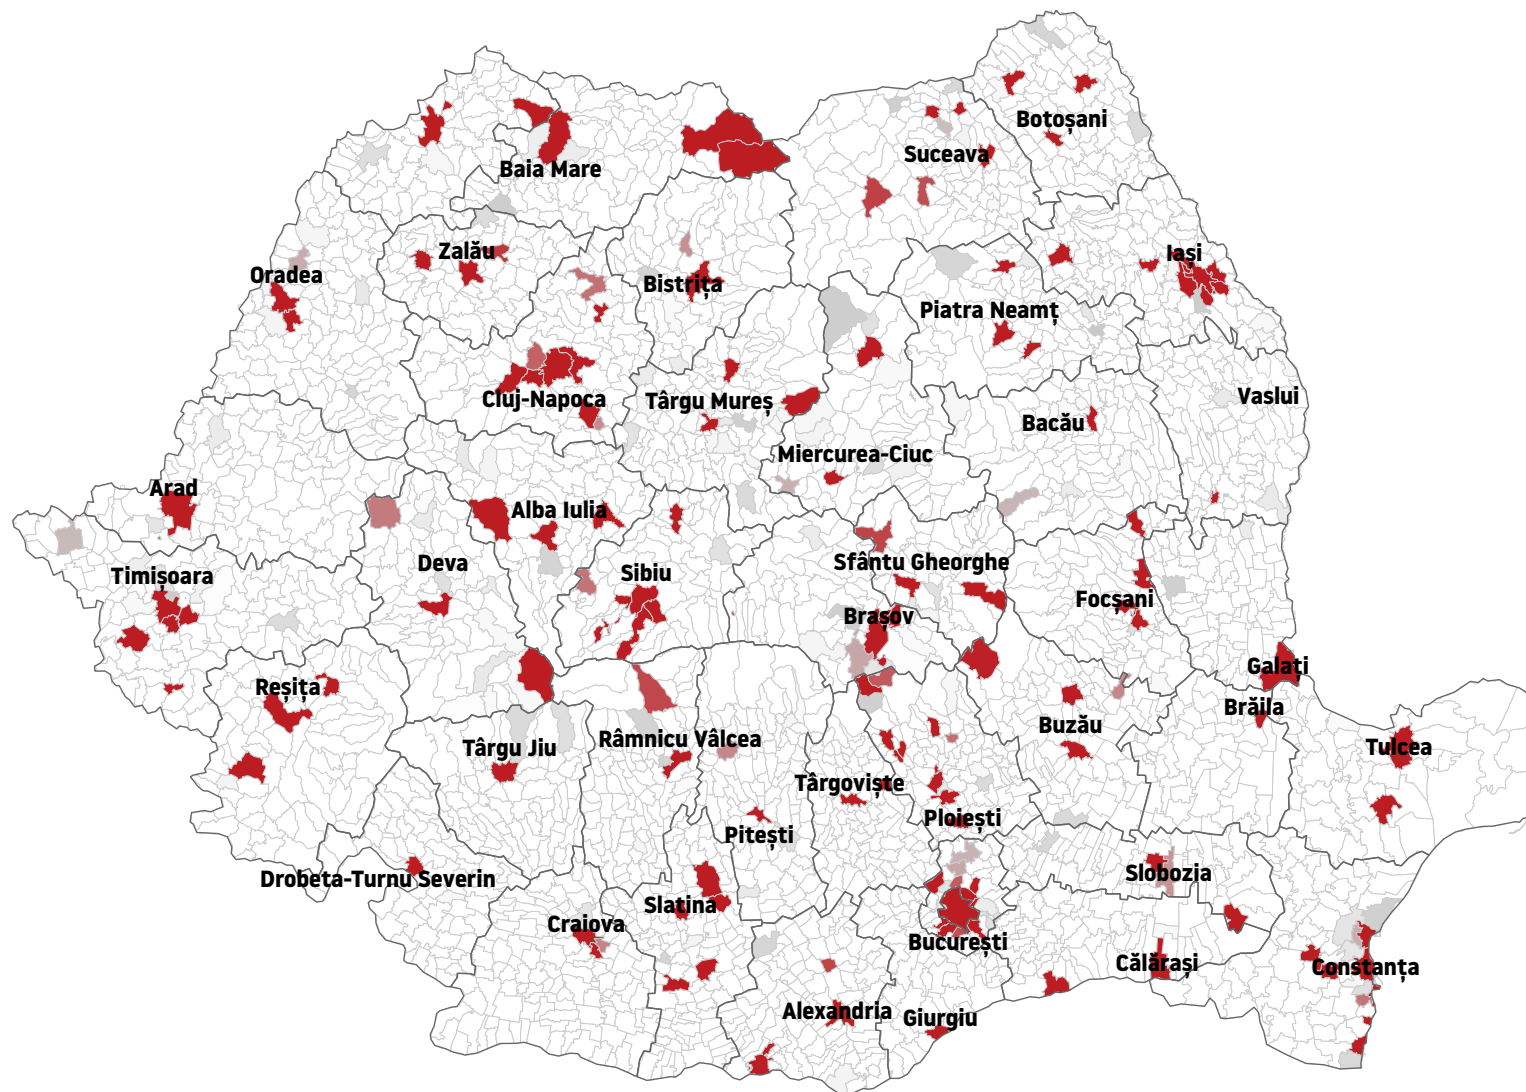 Botoșani
Suceava
Baia Mare
Zalău
Iași
Oradea
Bistrița
Piatra Neamț
Vaslui
Cluj-Napoca
Târgu Mureș
Bacău
Miercurea-Ciuc
Arad
Alba Iulia
Deva
Sfântu Gheorghe
Sibiu
Timișoara
Focșani
Brașov
Galați
Reșița
Brăila
Buzău
Râmnicu Vâlcea
Târgu Jiu
Tulcea
Târgoviște
Ploiești
Pitești
Slobozia
Drobeta-Turnu Severin
Slatina
Craiova
București
Călărași
Constanța
Alexandria
Giurgiu